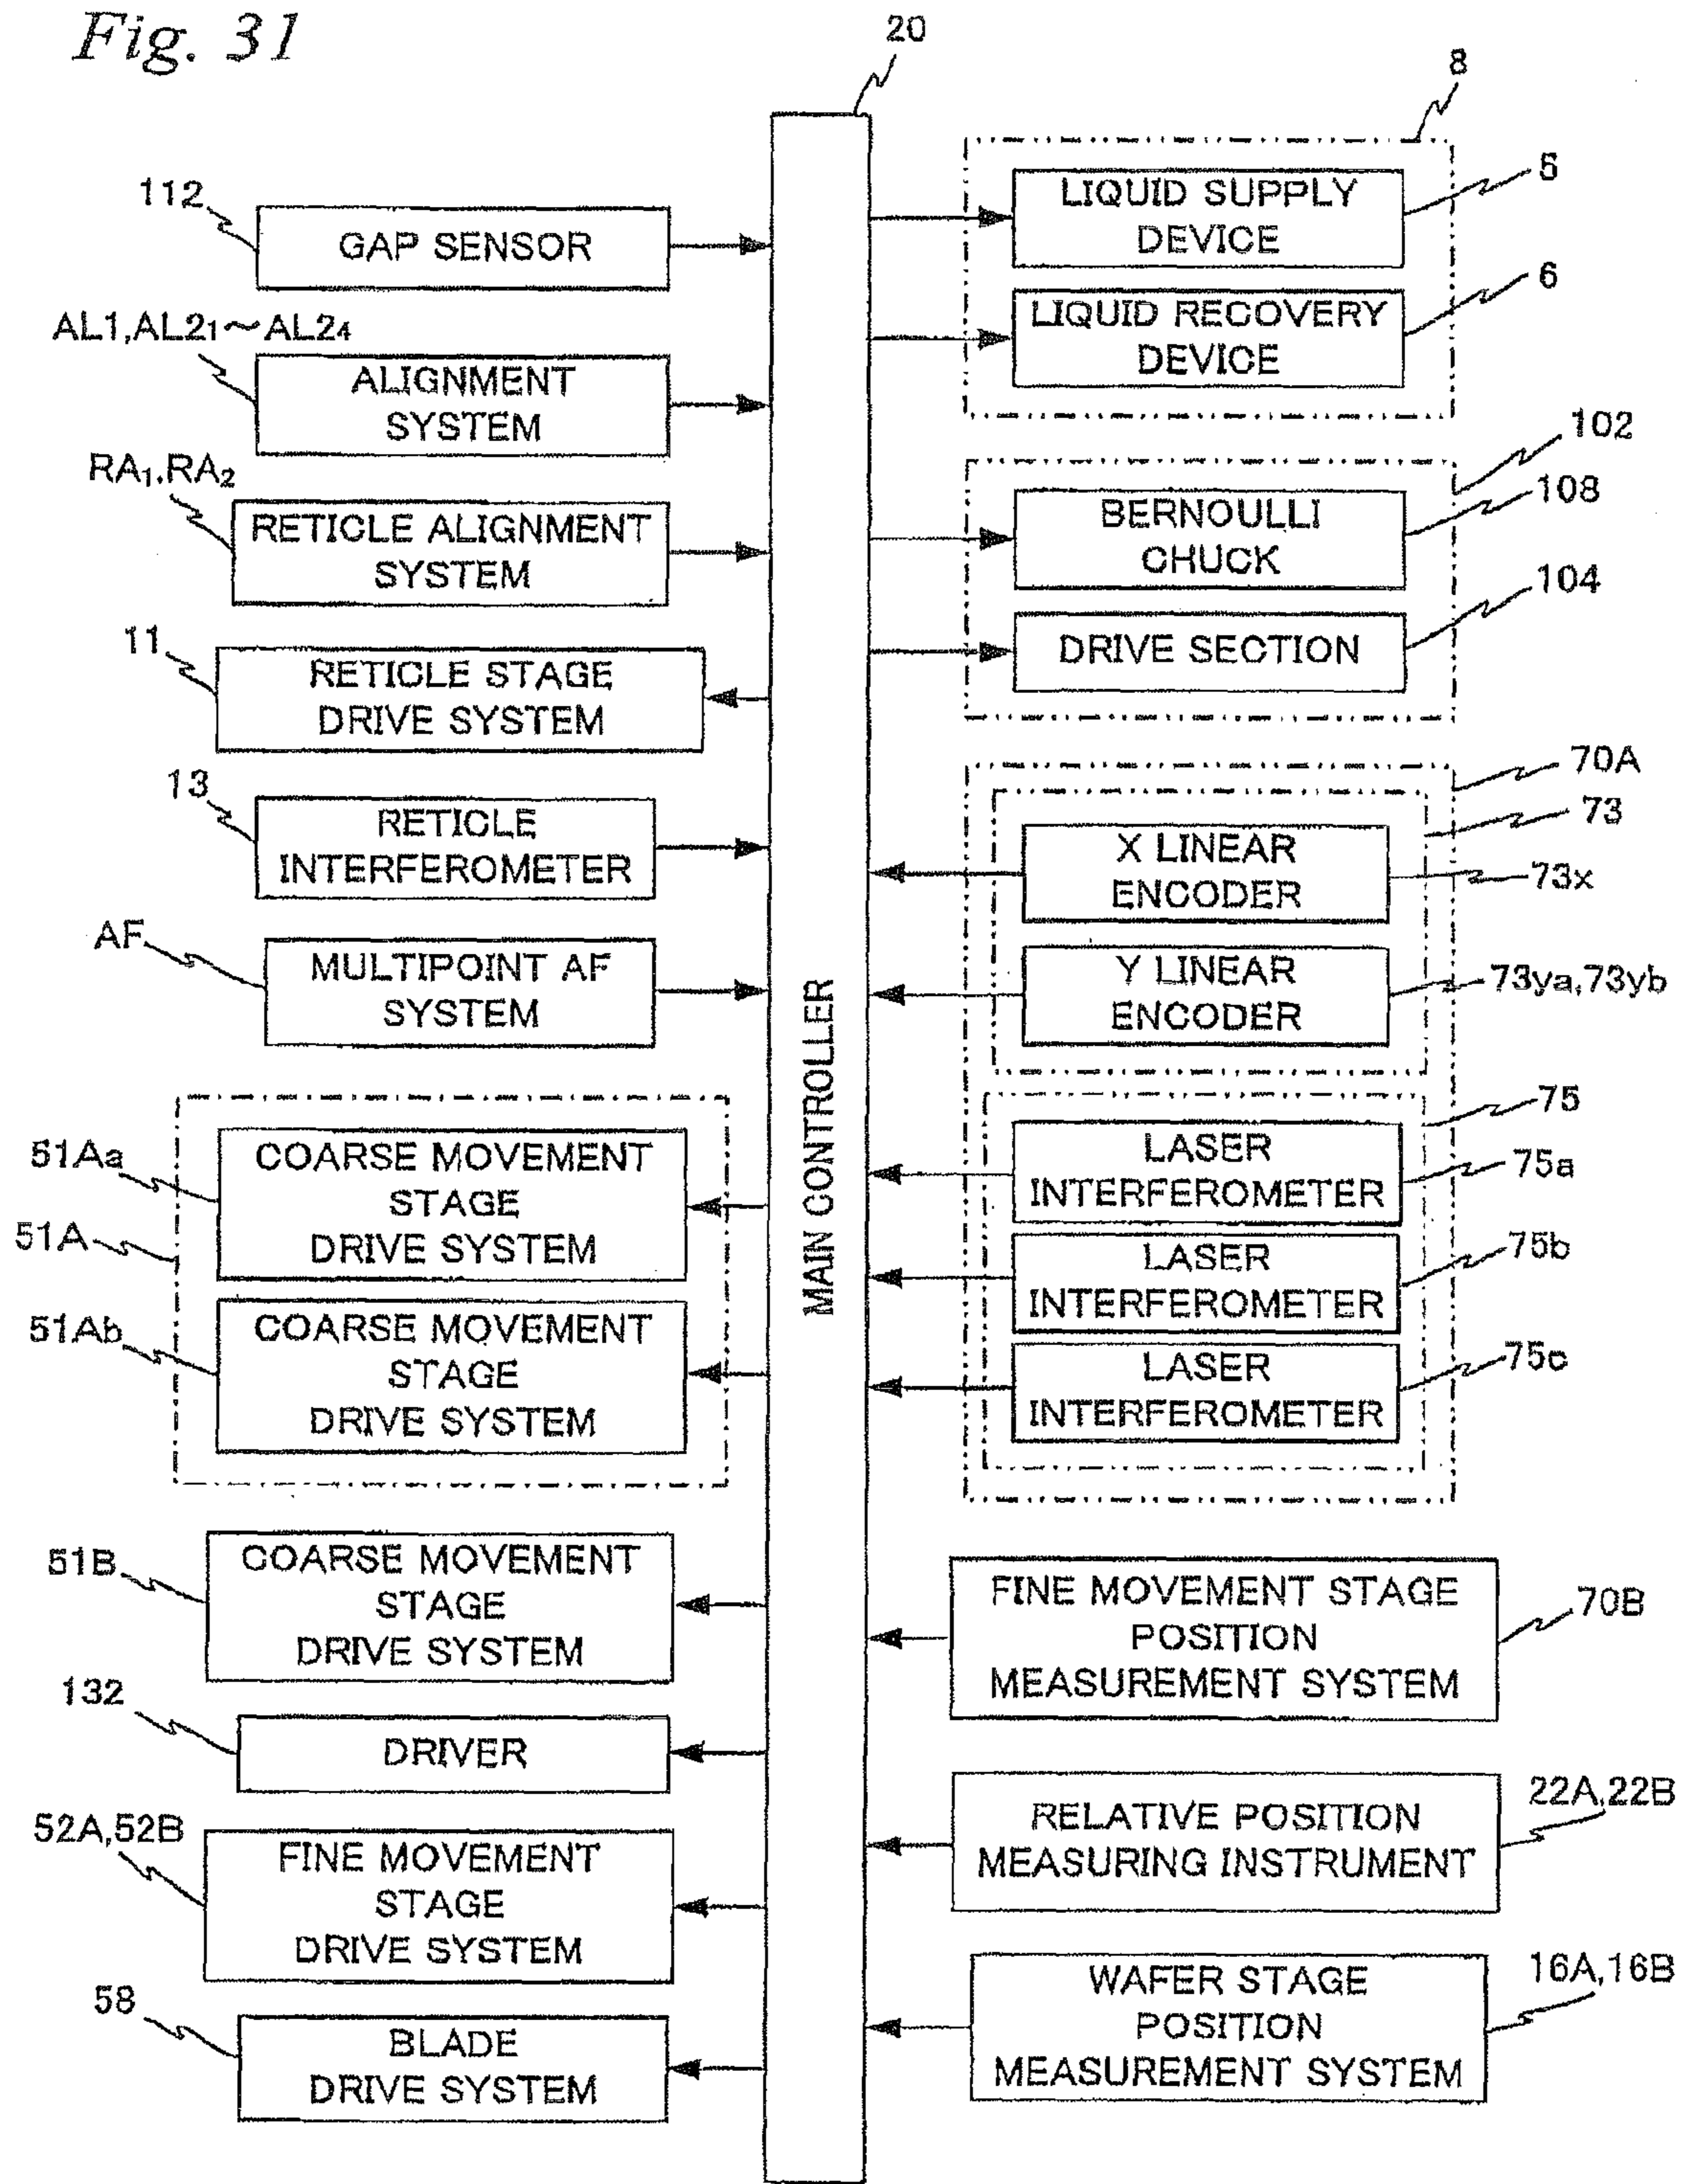 Fig. 31
20
8
112
GAP SENSOR
AL1,AL2₁~AL2₄
ALIGNMENT
SYSTEM
RA₁.RA₂
RETICLE ALIGNMENT
SYSTEM
11
RETICLE STAGE
DRIVE SYSTEM
13
RETICLE
INTERFEROMETER
AF
MULTIPOINT AF
SYSTEM
51Aa
COARSE MOVEMENT
STAGE
DRIVE SYSTEM
51A
51Ab
COARSE MOVEMENT
STAGE
DRIVE SYSTEM
51B
COARSE MOVEMENT
STAGE
DRIVE SYSTEM
132
DRIVER
52A,52B
FINE MOVEMENT
STAGE
DRIVE SYSTEM
58
BLADE
DRIVE SYSTEM
MAIN CONTROLLER
LIQUID SUPPLY
DEVICE
5
LIQUID RECOVERY
DEVICE
6
102
BERNOULLI
CHUCK
108
DRIVE SECTION
104
70A
73
X LINEAR
ENCODER
73x
Y LINEAR
ENCODER
73ya,73yb
75
LASER
INTERFEROMETER
75a
LASER
INTERFEROMETER
75b
LASER
INTERFEROMETER
75c
FINE MOVEMENT STAGE
POSITION
MEASUREMENT SYSTEM
70B
RELATIVE POSITION
MEASURING INSTRUMENT
22A,22B
WAFER STAGE
POSITION
MEASUREMENT SYSTEM
16A,16B